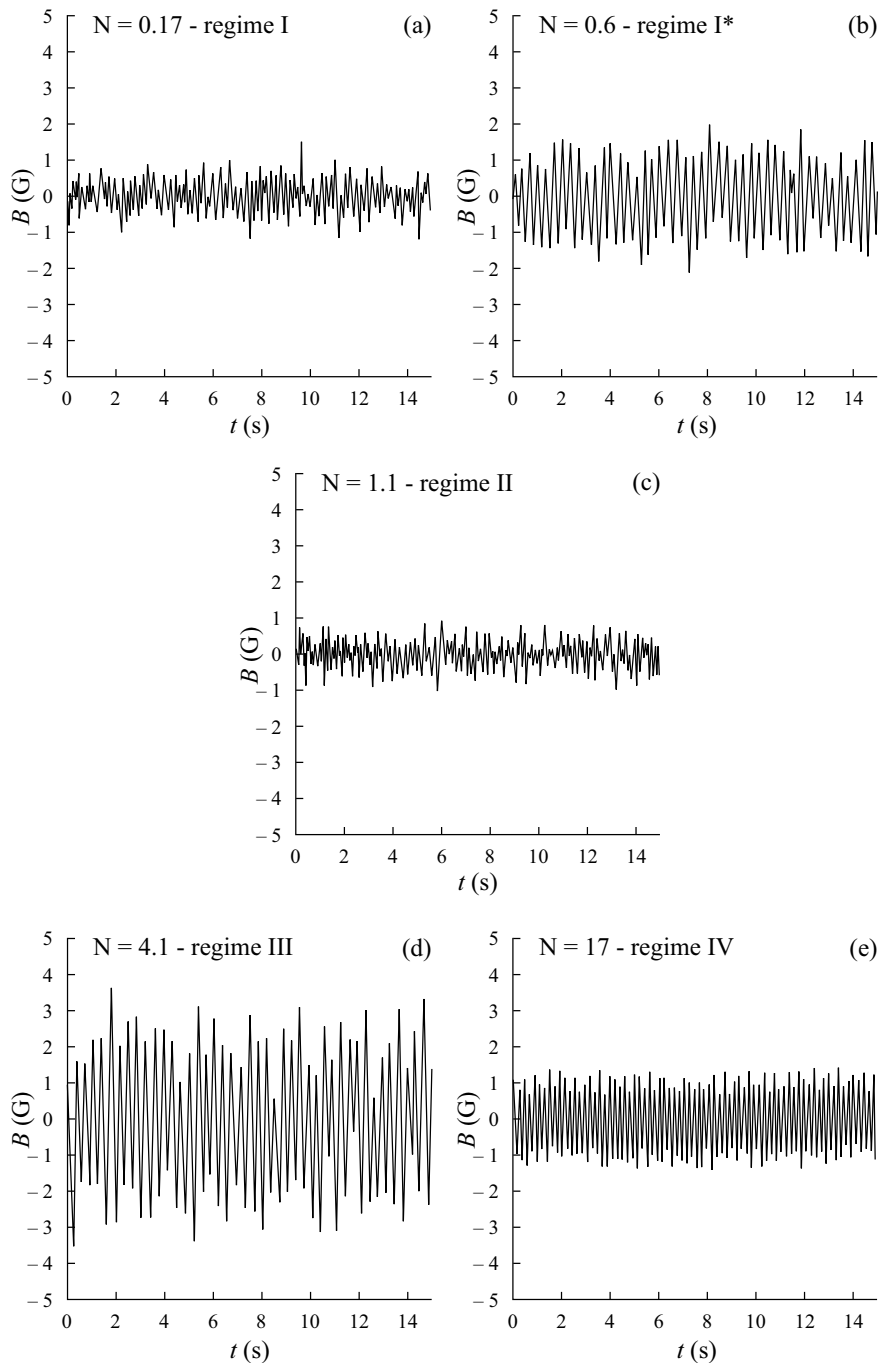 N = 0.17 - regime I (a)
5
4
3
2
1
0
– 1
– 2
– 3
– 4
– 5
B (G)
0 2 4 6 8 10 12 14
t (s)
N = 0.6 - regime I* (b)
5
4
3
2
1
0
– 1
– 2
– 3
– 4
– 5
B (G)
0 2 4 6 8 10 12 14
t (s)
N = 1.1 - regime II (c)
5
4
3
2
1
0
– 1
– 2
– 3
– 4
– 5
B (G)
0 2 4 6 8 10 12 14
t (s)
N = 4.1 - regime III (d)
5
4
3
2
1
0
– 1
– 2
– 3
– 4
– 5
B (G)
0 2 4 6 8 10 12 14
t (s)
N = 17 - regime IV (e)
5
4
3
2
1
0
– 1
– 2
– 3
– 4
– 5
B (G)
0 2 4 6 8 10 12 14
t (s)